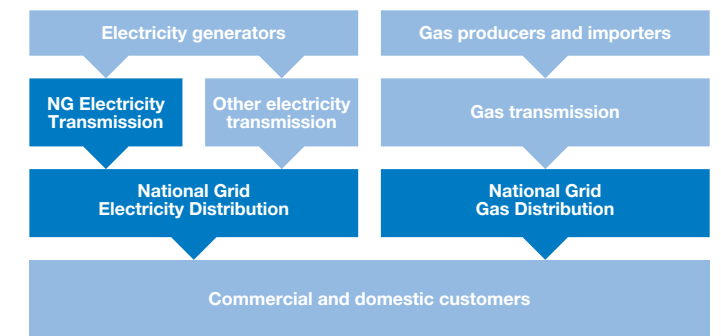 Electricity generators
Gas producers and importers
NG Electricity
Transmission
Other electricity
transmission
Gas transmission
National Grid
Electricity Distribution
National Grid
Gas Distribution
Commercial and domestic customers